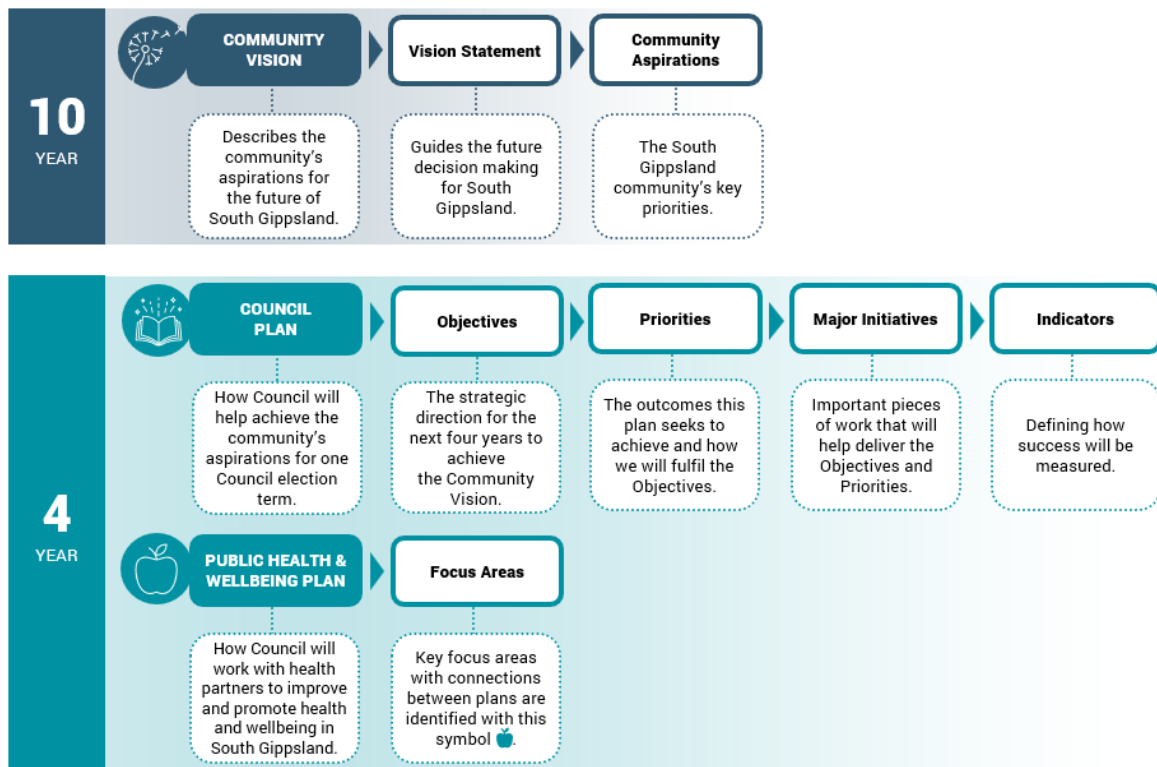 10
YEAR
COMMUNITY
VISION
Vision Statement
Community
Aspirations
Describes the
community's
aspirations for
the future of
South Gippsland.
Guides the future
decision making
for South
Gippsland.
The South
Gippsland
community's key
priorities.
4
YEAR
COUNCIL
PLAN
Objectives
Priorities
Major Initiatives
Indicators
How Council will
help achieve the
community's
aspirations for one
Council election
term.
The strategic
direction for the
next four years to
achieve
the Community
Vision.
The outcomes this
plan seeks to
achieve and how
we will fulfil the
Objectives.
Important pieces
of work that will
help deliver the
Objectives and
Priorities.
Defining how
success will be
measured.
PUBLIC HEALTH &
WELLBEING PLAN
Focus Areas
How Council will
work with health
partners to improve
and promote health
and wellbeing in
South Gippsland.
Key focus areas
with connections
between plans are
identified with this
symbol .